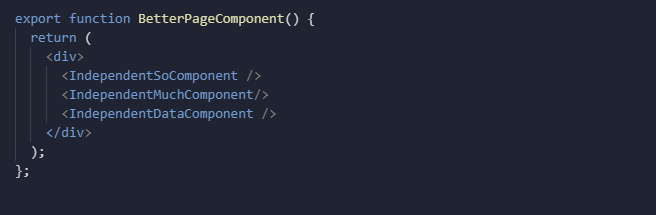 export function BetterPageComponent() {
  return (
    <div>
      <IndependentSoComponent />
      <IndependentMuchComponent/>
      <IndependentDataComponent />
    </div>
  );
};